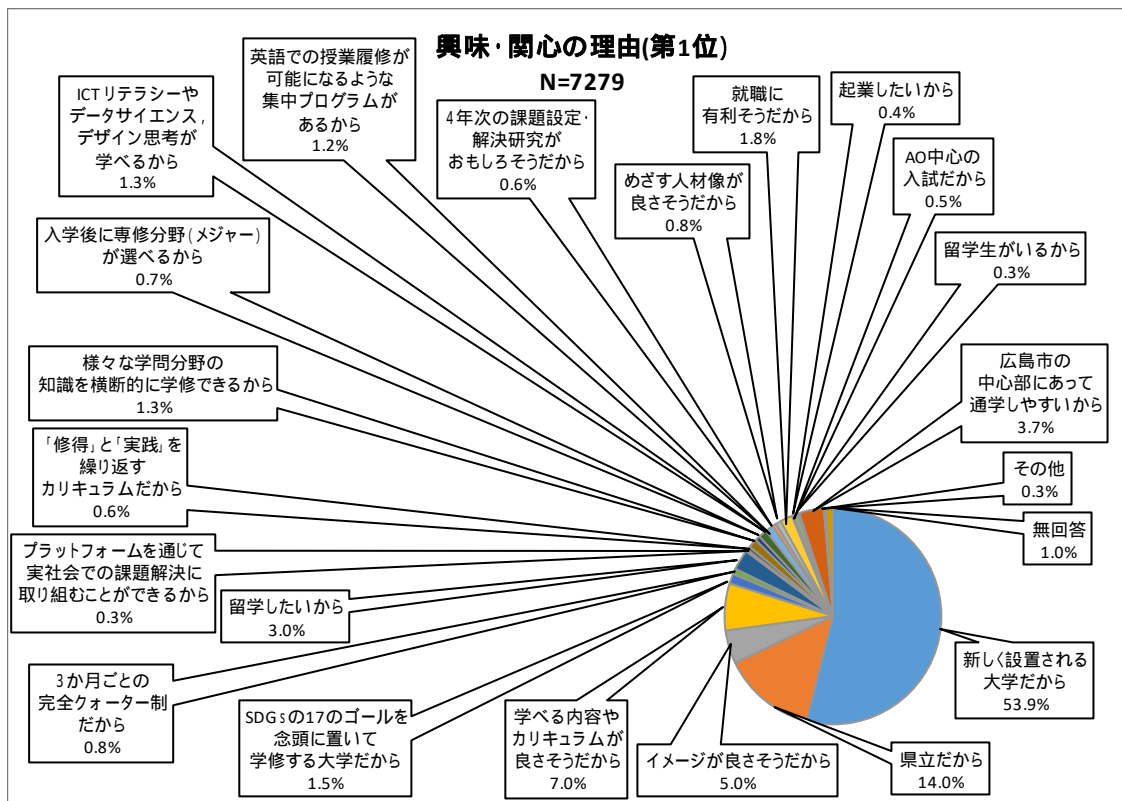 興味・関心の理由(第1位)
N=7279
英語での授業履修が
可能になるような
集中プログラムが
あるから
1.2%
ICTリテラシーや
データサイエンス,
デザイン思考が
学べるから
1.3%
4年次の課題設定・
解決研究が
おもしろそうだから
0.6%
めざす人材像が
良さそうだから
0.8%
就職に
有利そうだから
1.8%
起業したいから
0.4%
AO中心の
入試だから
0.5%
留学生がいるから
0.3%
入学後に専修分野(メジャー)
が選べるから
0.7%
様々な学問分野の
知識を横断的に学修できるから
1.3%
広島市の
中心部にあって
通学しやすいから
3.7%
「修得」と「実践」を
繰り返す
カリキュラムだから
0.6%
その他
0.3%
無回答
1.0%
プラットフォームを通じて
実社会での課題解決に
取り組むことができるから
0.3%
留学したいから
3.0%
3か月ごとの
完全クォーター制
だから
0.8%
SDGsの17のゴールを
念頭に置いて
学修する大学だから
1.5%
学べる内容や
カリキュラムが
良さそうだから
7.0%
イメージが良さそうだから
5.0%
県立だから
14.0%
新しく設置される
大学だから
53.9%